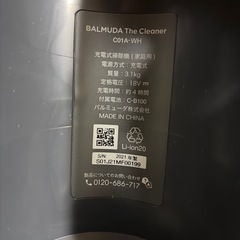 BALMUDA The Cleaner
C01A-WH
充電式掃除機(家庭用)
電源方式：充電式
質量：3.1kg
定格電圧：18V ⎓
充電時間：約4時間
付属電池：C-B100
バルミューダ株式会社
MADE IN CHINA
Li-ion20
S/N 2021年製
S01J21MF00199
製品についてのお問い合わせ
0120-686-717